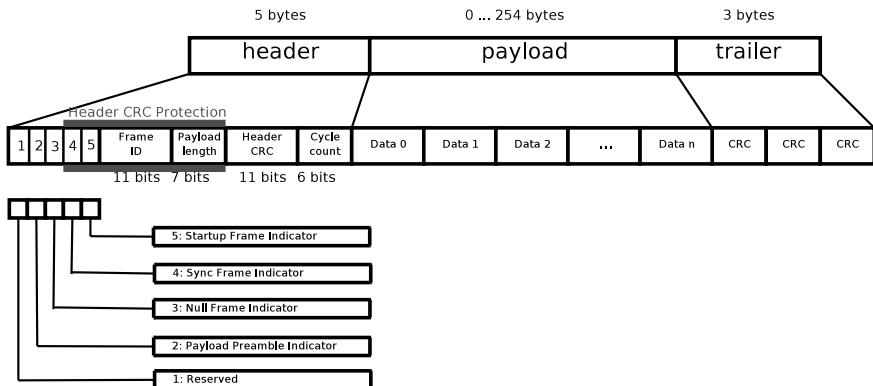 5 bytes 0 ... 254 bytes 3 byte
header payload trailer
Header CRC Protection
1 2 3 4 5 Frame ID Payload length Header CRC Cycle count Data 0 Data 1 Data 2 ... Data n CRC CRC CRC
11 bits 7 bits 11 bits 6 bits
5: Startup Frame Indicator
4: Sync Frame Indicator
3: Null Frame Indicator
2: Payload Preamble Indicator
1: Reserved